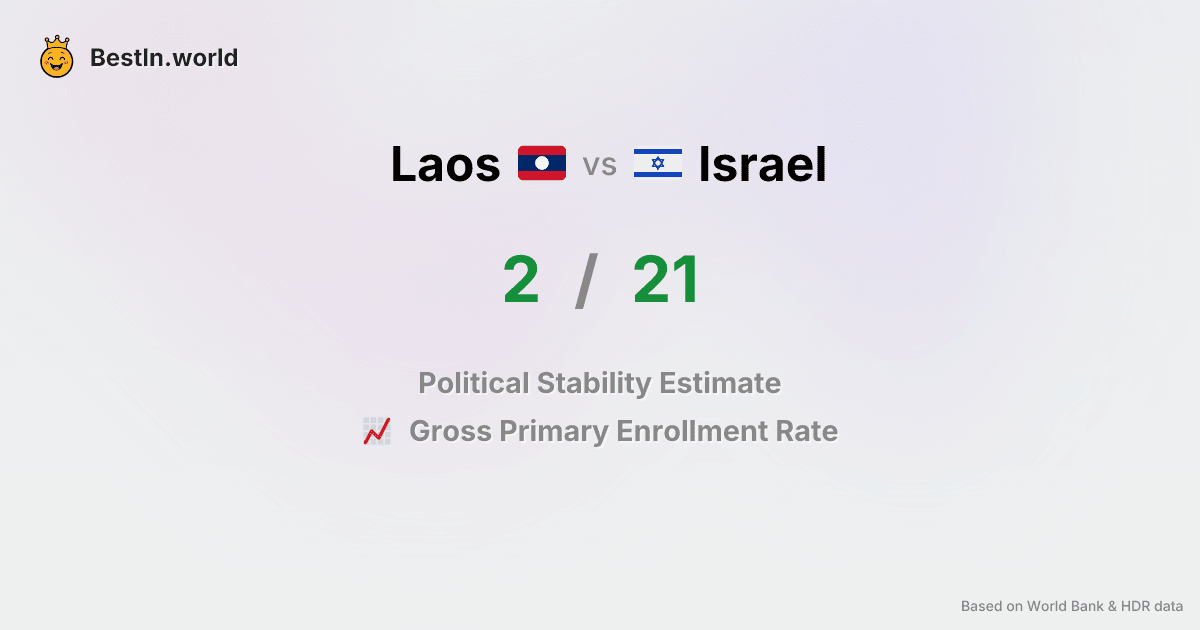 BestIn.world
Laos vs Israel
2 / 21
Political Stability Estimate
Gross Primary Enrollment Rate
Based on World Bank & HDR data